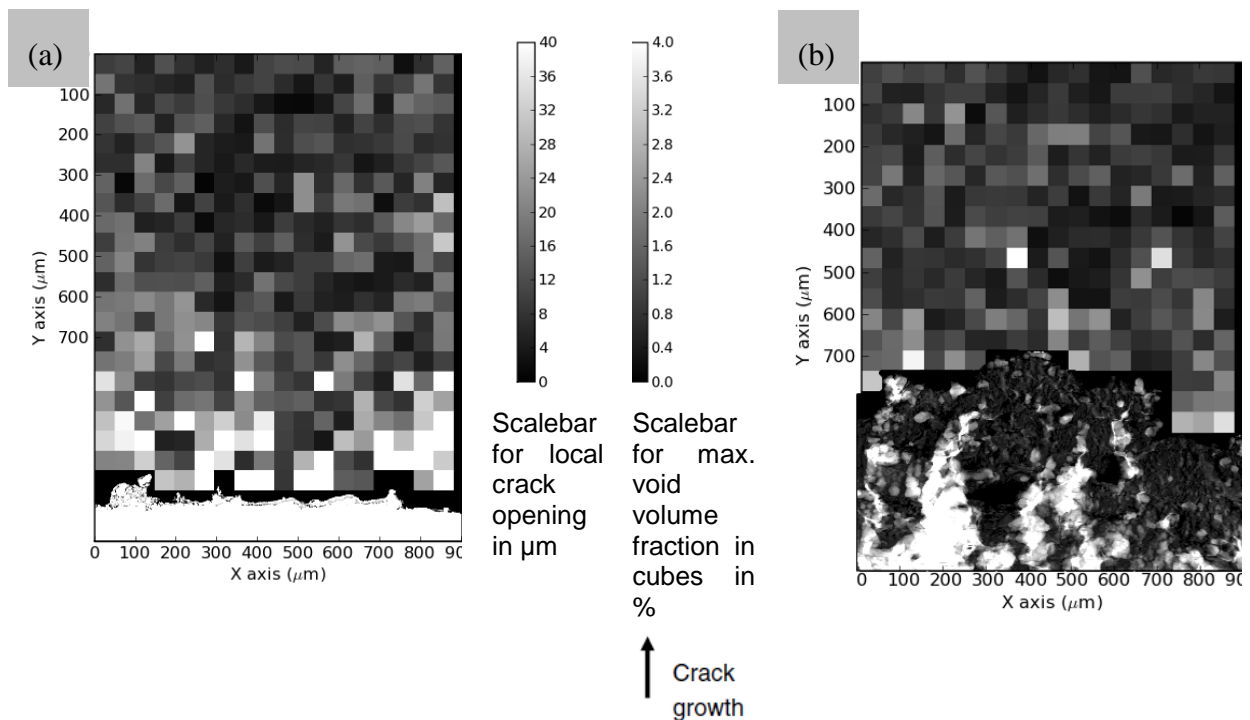 (a)
100
200
300
400
500
600
700
Y axis (μm)
0 100 200 300 400 500 600 700 800 90
X axis (μm)
40
36
32
28
24
20
16
12
8
4
0
Scalebar
for local
crack
opening
in µm
4.0
3.6
3.2
2.8
2.4
2.0
1.6
1.2
0.8
0.4
0.0
Scalebar
for max.
void
volume
fraction in
cubes in
%
Crack
growth
(b)
100
200
300
400
500
600
700
Y axis (μm)
0 100 200 300 400 500 600 700 800 90
X axis (μm)